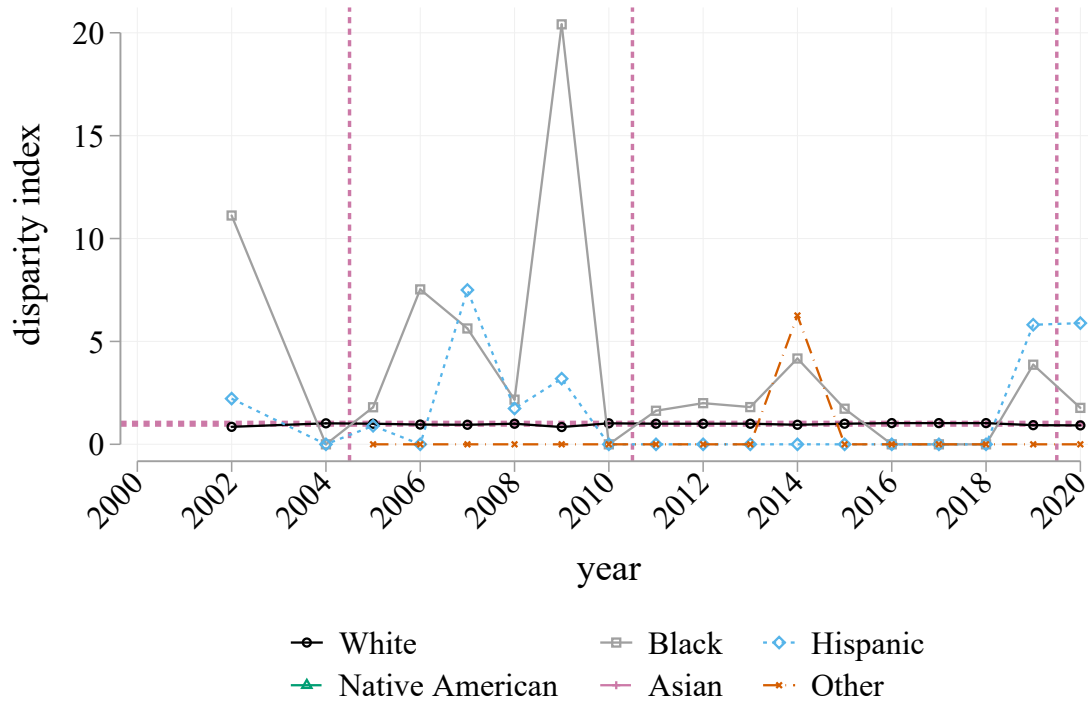 20
15
10
5
0
disparity index
2000
2002
2004
2006
2008
2010
2012
2014
2016
2018
2020
year
White
Black
Hispanic
Native American
Asian
Other